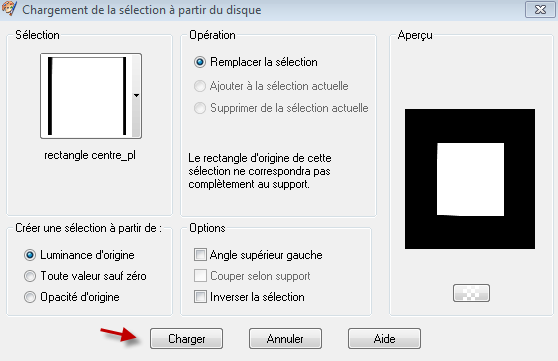 Chargement de la sélection à partir du disque
Sélection
rectangle centre_pl
Opération
Remplacer la sélection
Ajouter à la sélection actuelle
Supprimer de la sélection actuelle
Le rectangle d'origine de cette
sélection ne correspondra pas
complètement au support.
Aperçu
Créer une sélection à partir de :
Luminance d'origine
Toute valeur sauf zéro
Opacité d'origine
Options
Angle supérieur gauche
Couper selon support
Inverser la sélection
Charger
Annuler
Aide